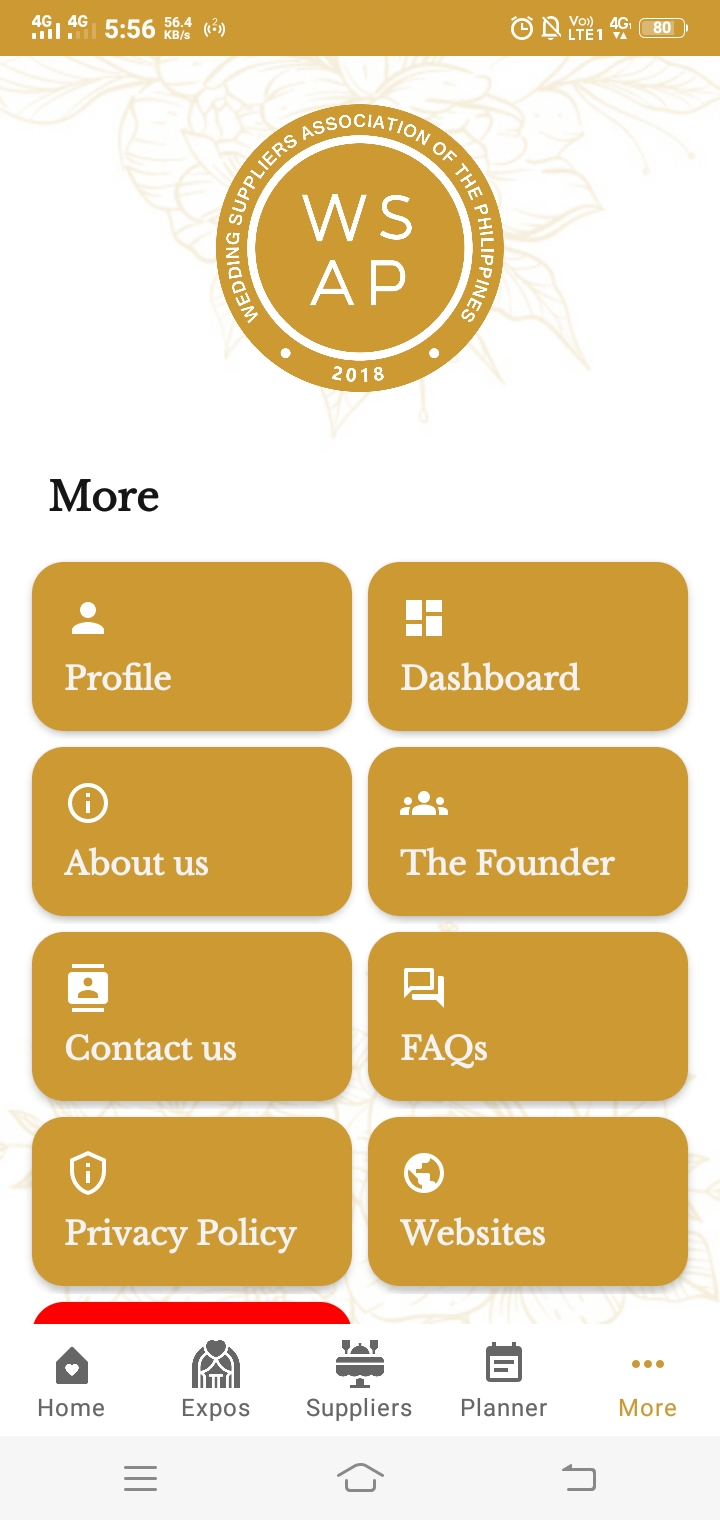 4G 4G 5:56 56.4 KB/s 2 Vo) LTE1 4G 80
WEDDING SUPPLIERS ASSOCIATION OF THE PHILIPPINES
WS
AP
2018
More
Profile
Dashboard
About us
The Founder
Contact us
FAQs
Privacy Policy
Websites
Home Expos Suppliers Planner More